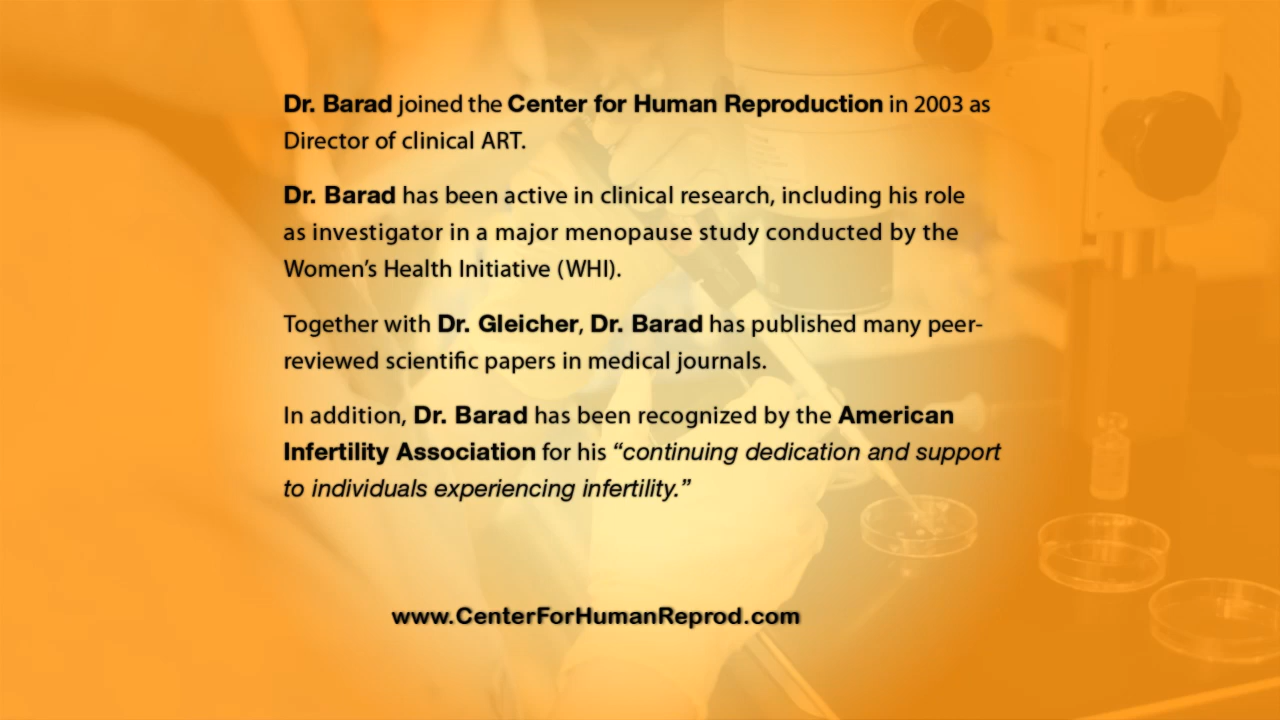 Dr. Barad joined the Center for Human Reproduction in 2003 as
Director of clinical ART.
Dr. Barad has been active in clinical research, including his role
as investigator in a major menopause study conducted by the
Women’s Health Initiative (WHI).
Together with Dr. Gleicher, Dr. Barad has published many peer-
reviewed scientific papers in medical journals.
In addition, Dr. Barad has been recognized by the American
Infertility Association for his “continuing dedication and support
to individuals experiencing infertility.”
www.CenterForHumanReprod.com